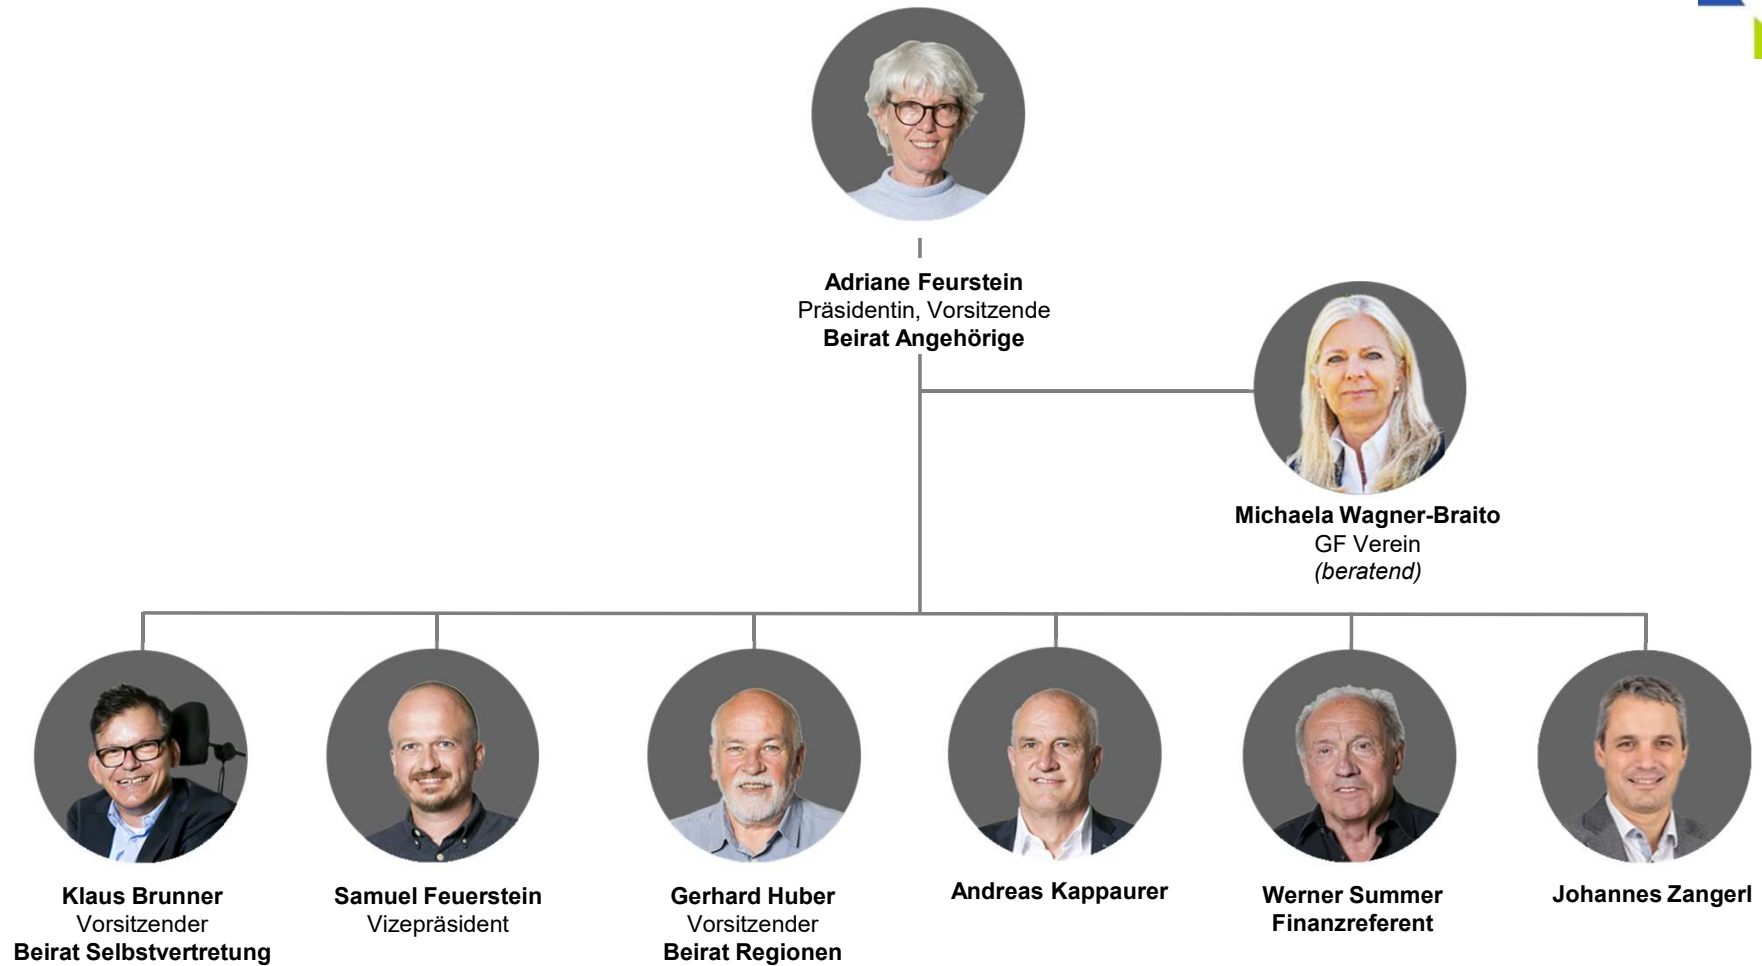 Adriane Feurstein
Präsidentin, Vorsitzende
Beirat Angehörige
Michaela Wagner-Braito
GF Verein
(beratend)
Klaus Brunner
Vorsitzender
Beirat Selbstvertretung
Samuel Feuerstein
Vizepräsident
Gerhard Huber
Vorsitzender
Beirat Regionen
Andreas Kappaurer
Werner Summer
Finanzreferent
Johannes Zangerl